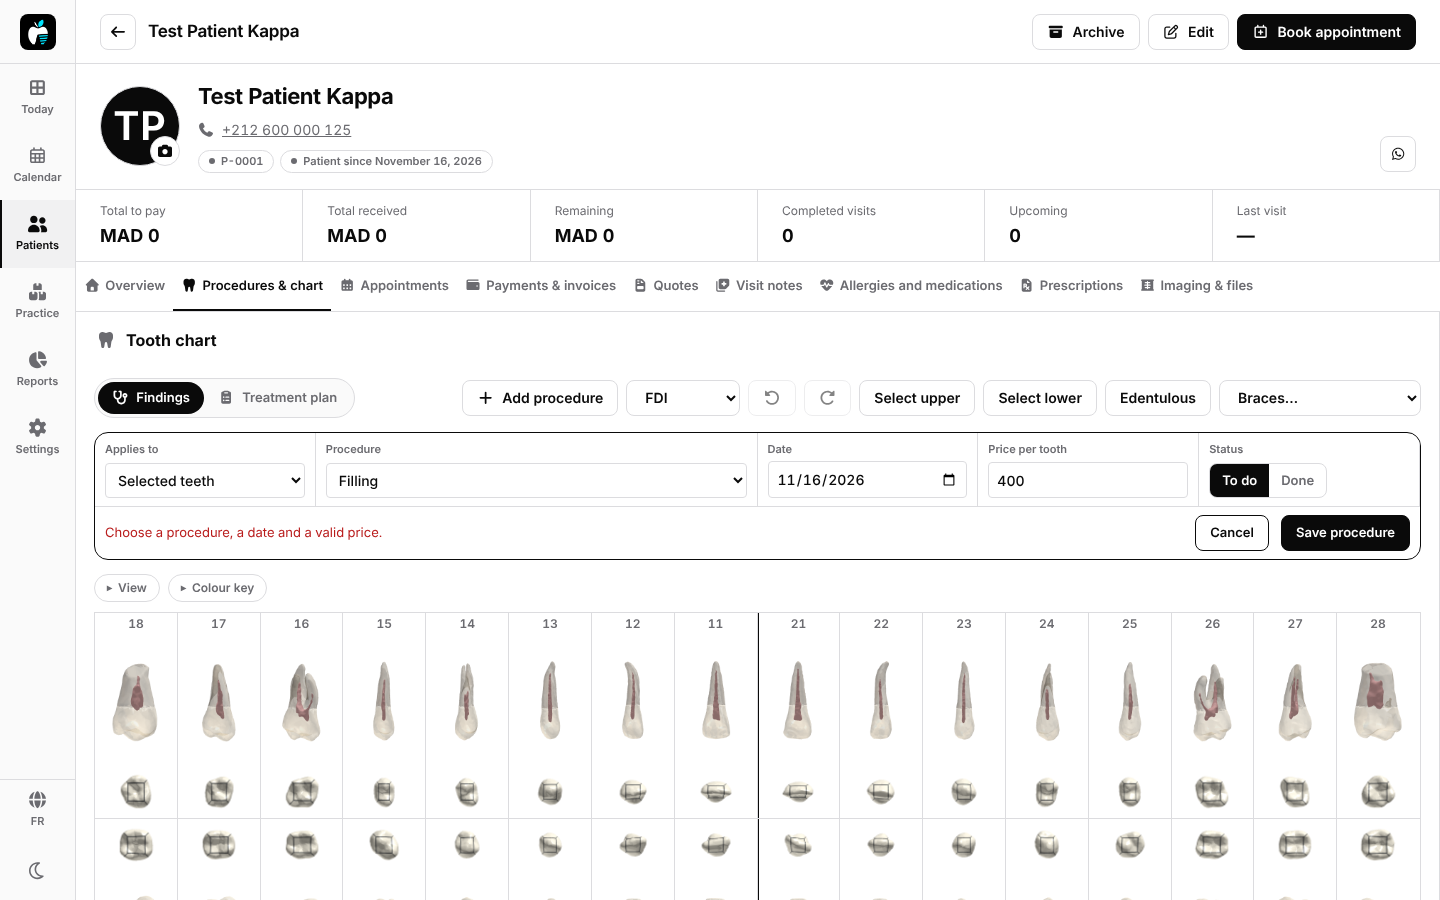 Test Patient Kappa
Archive
Edit
Book appointment
Today
Calendar
Patients
Practice
Reports
Settings
FR
TP
Test Patient Kappa
+212 600 000 125
P-0001
Patient since November 16, 2026
Total to pay
MAD 0
Total received
MAD 0
Remaining
MAD 0
Completed visits
0
Upcoming
0
Last visit
—
Overview
Procedures & chart
Appointments
Payments & invoices
Quotes
Visit notes
Allergies and medications
Prescriptions
Imaging & files
Tooth chart
Findings
Treatment plan
Add procedure
FDI
Select upper
Select lower
Edentulous
Braces...
Applies to
Selected teeth
Procedure
Filling
Date
11/16/2026
Price per tooth
400
Status
To do
Done
Choose a procedure, a date and a valid price.
Cancel
Save procedure
View
Colour key
18 17 16 15 14 13 12 11 21 22 23 24 25 26 27 28